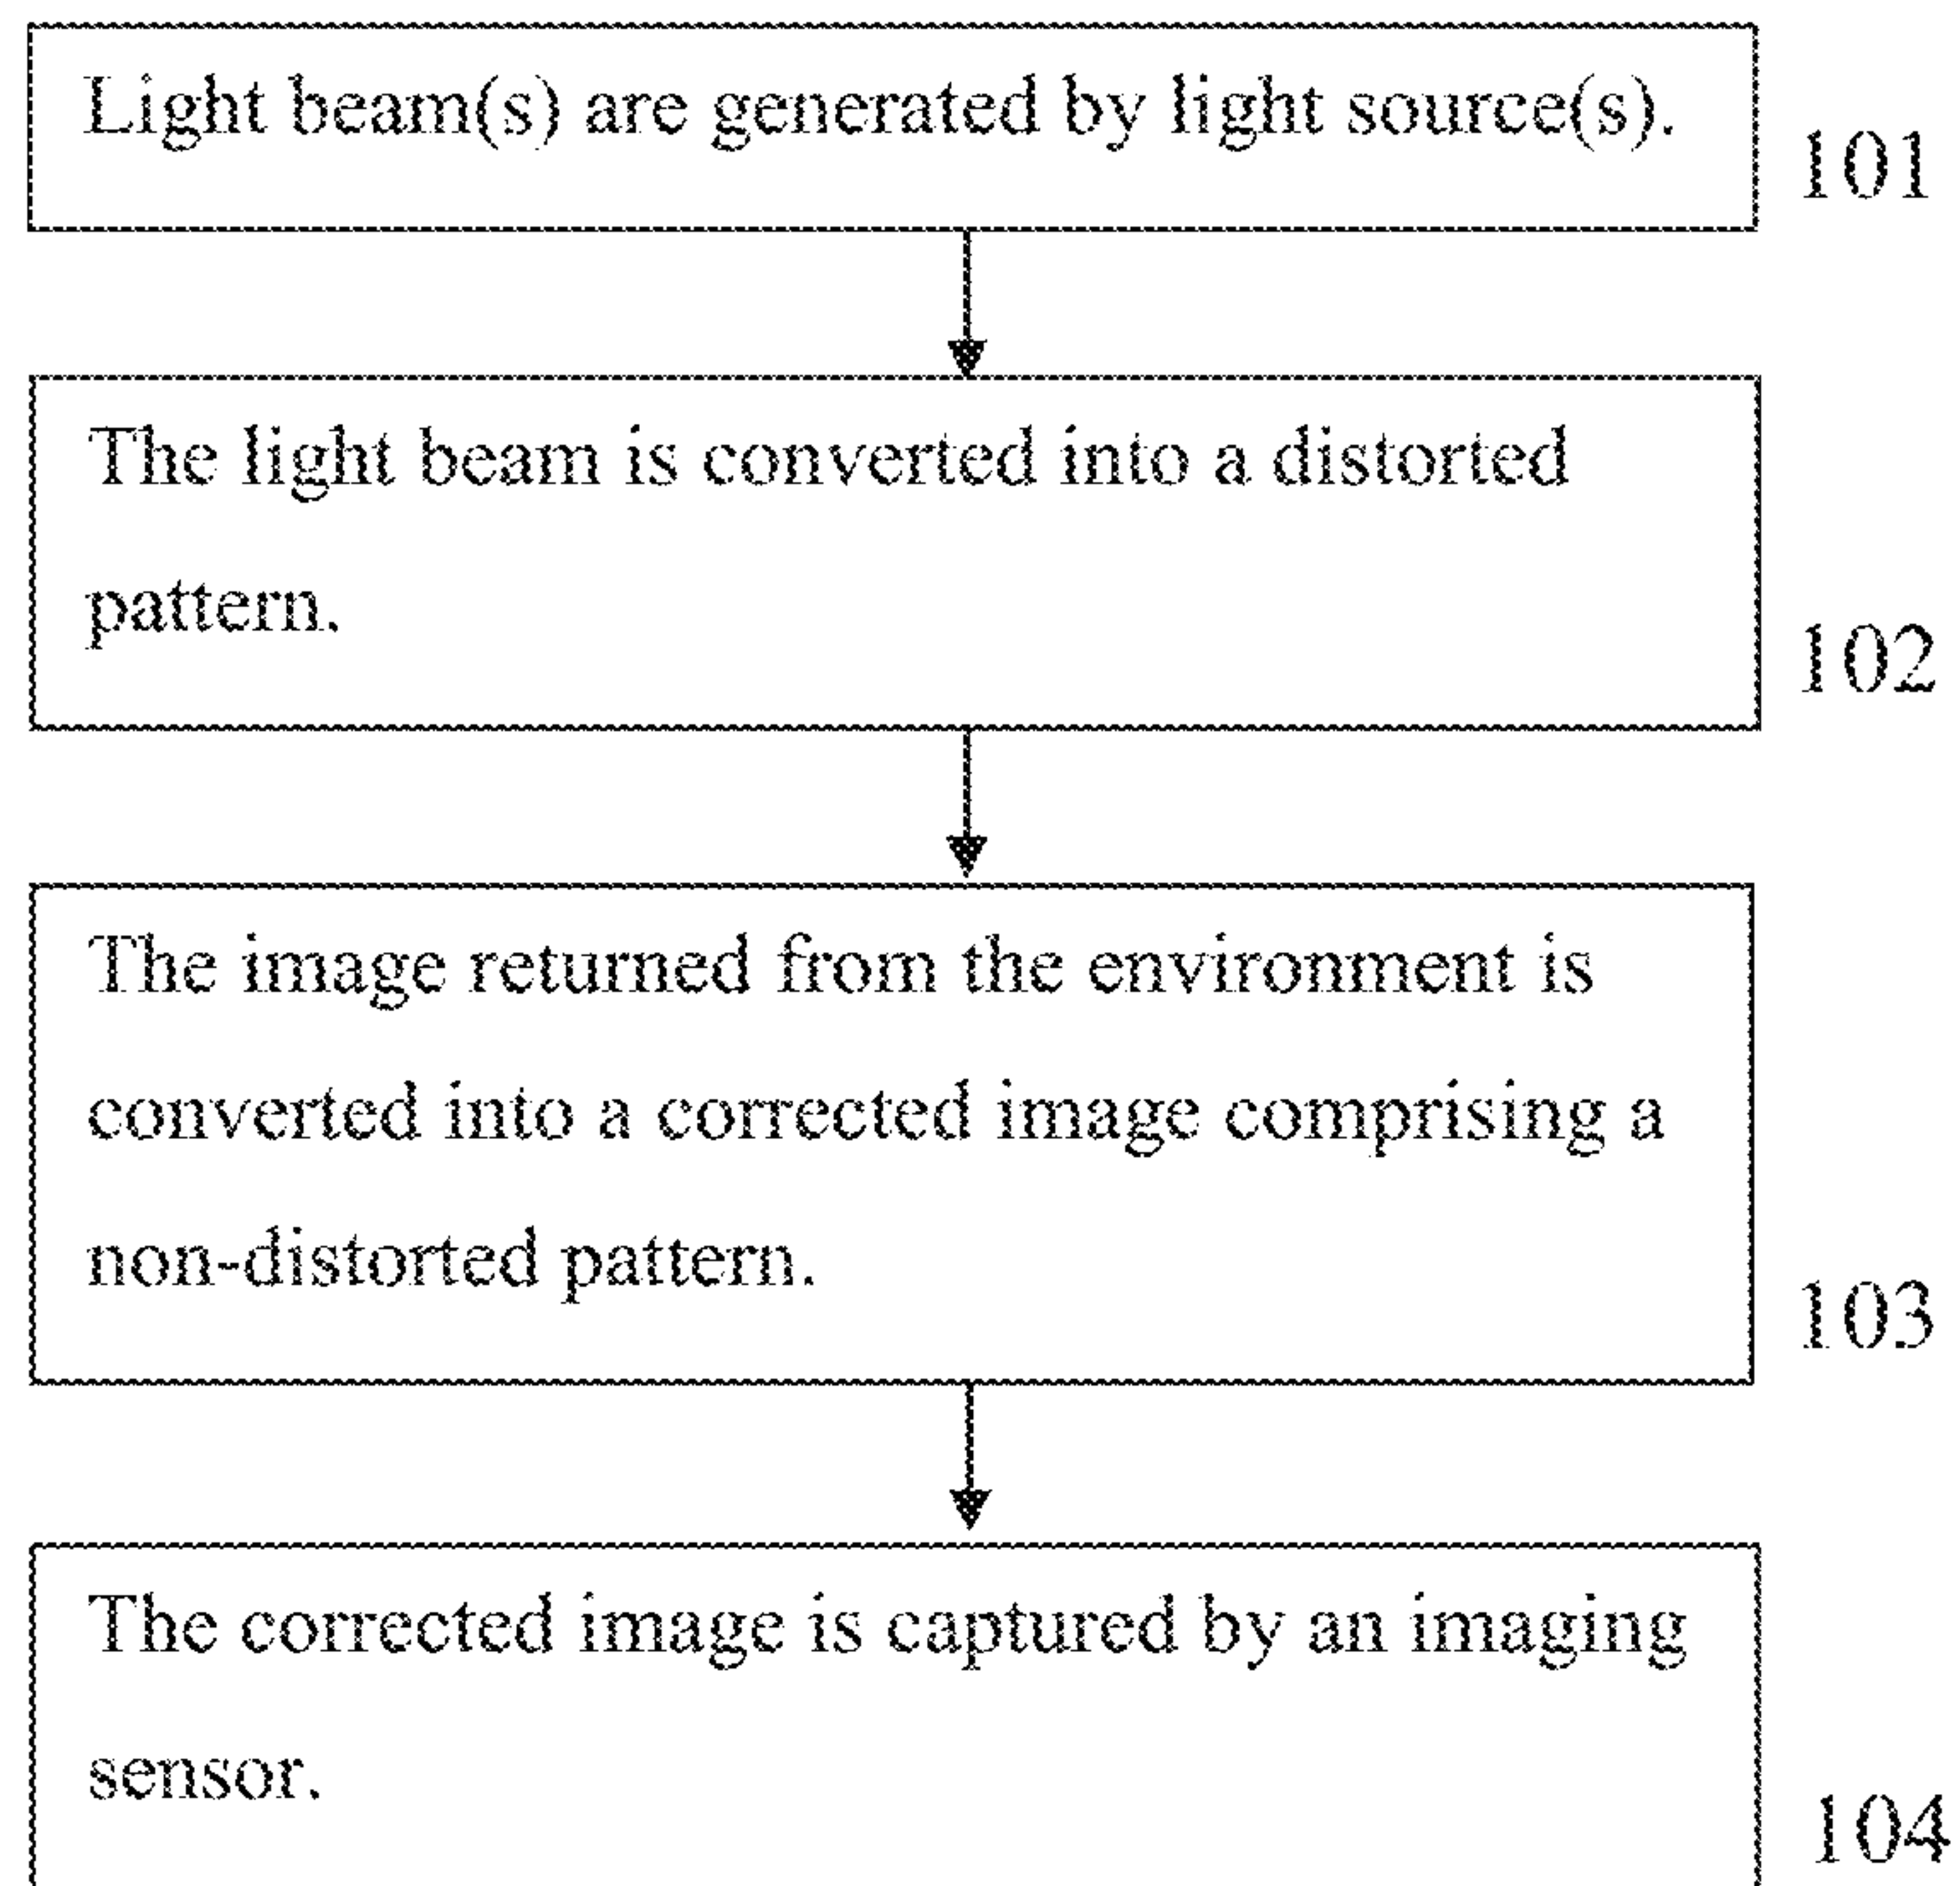 Light beam(s) are generated by light source(s).
101
The light beam is converted into a distorted
pattern.
102
The image returned from the environment is
converted into a corrected image comprising a
non-distorted pattern.
103
The corrected image is captured by an imaging
sensor.
104